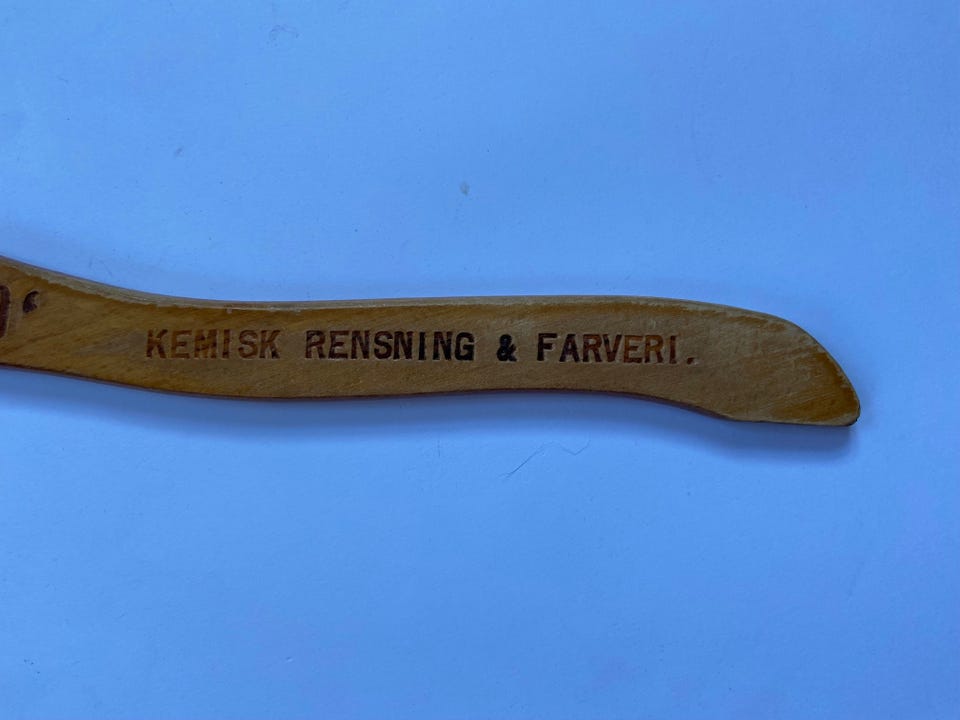 KEMISK RENSNING & FARVERI.